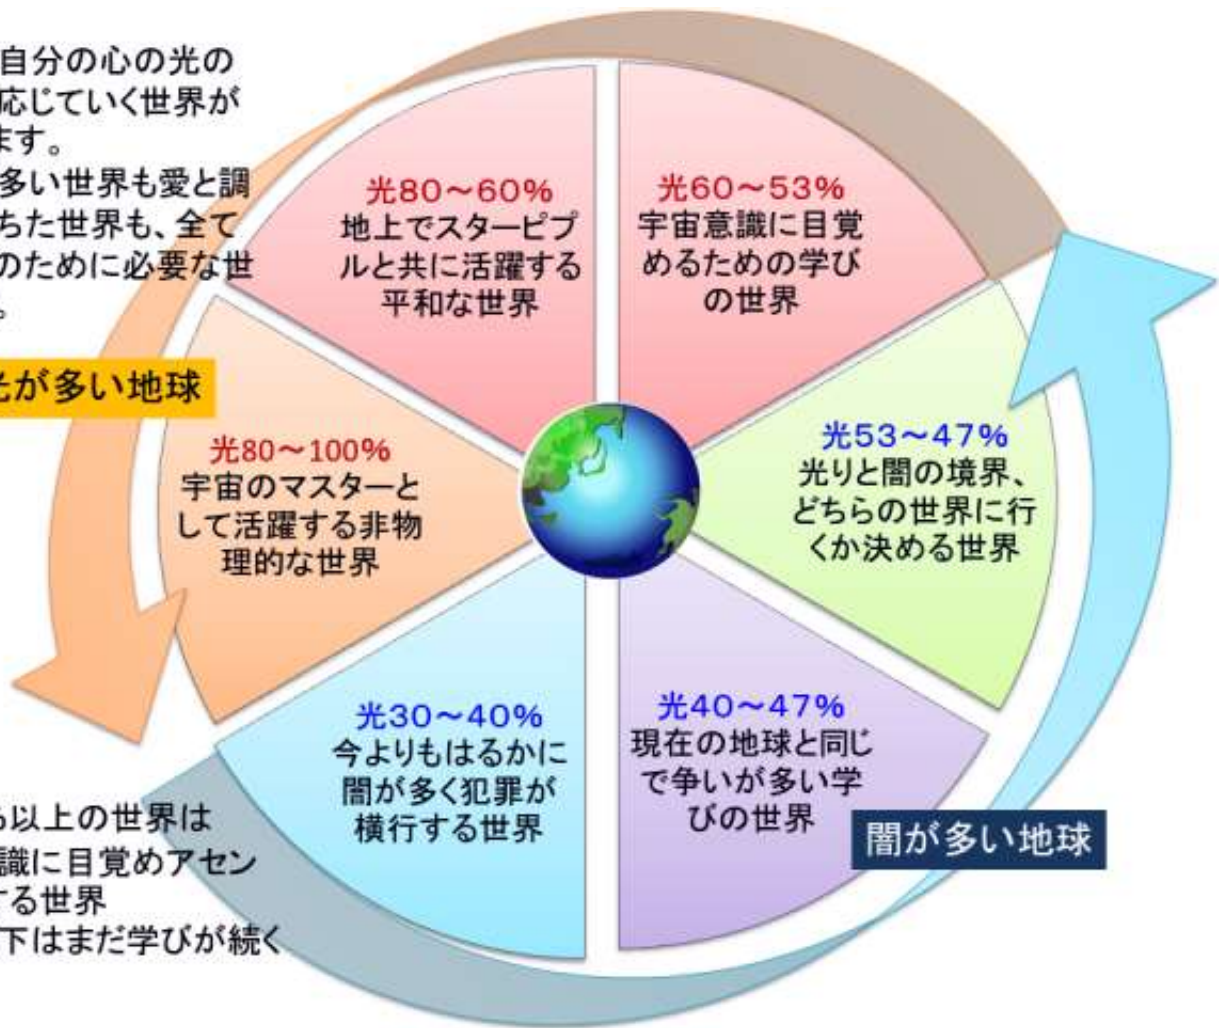 自分の心の光の
応じていく世界が
ます。
多い世界も愛と調
ちた世界も、全て
のために必要な世
。
光が多い地球
光80～60%
地上でスターピプ
ルと共に活躍する
平和な世界
光60～53%
宇宙意識に目覚
めるための学び
の世界
光80～100%
宇宙のマスターと
して活躍する非物
理的な世界
光53～47%
光りと闇の境界、
どちらの世界に行
くか決める世界
光30～40%
今よりもはるかに
闇が多く犯罪が
横行する世界
光40～47%
現在の地球と同じ
で争いが多い学
びの世界
闇が多い地球
%以上の世界は
識に目覚めアセン
する世界
下はまだ学びが続く